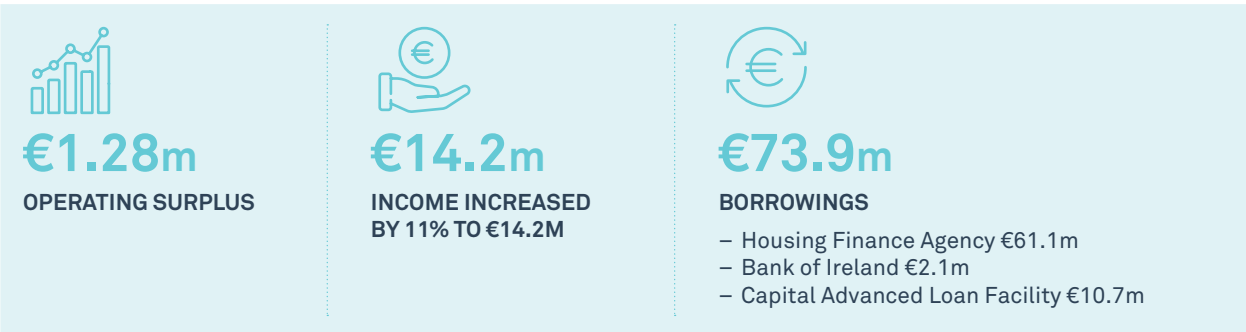 €1.28m
OPERATING SURPLUS
€14.2m
INCOME INCREASED
BY 11% TO €14.2M
€73.9m
BORROWINGS
– Housing Finance Agency €61.1m
– Bank of Ireland €2.1m
– Capital Advanced Loan Facility €10.7m